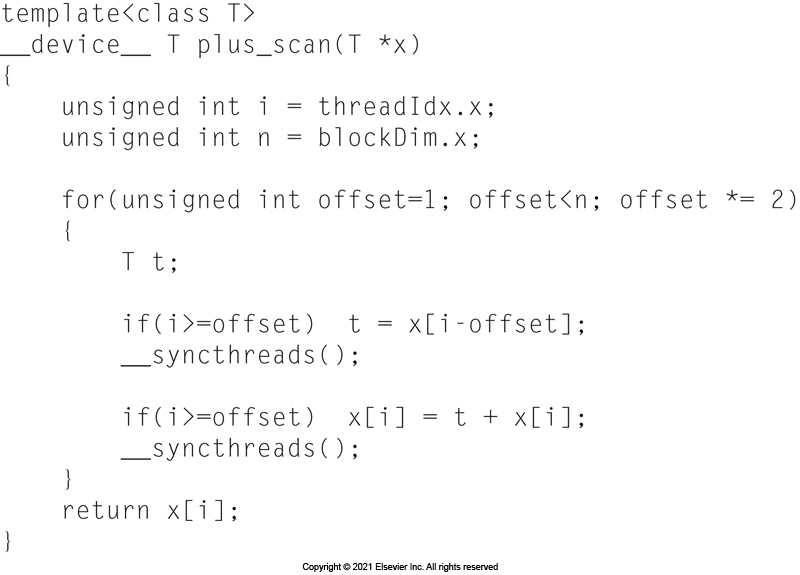 template<class T>
__device__ T plus_scan(T *x)
{
    unsigned int i = threadIdx.x;
    unsigned int n = blockDim.x;

    for(unsigned int offset=1; offset<n; offset *= 2)
    {
        T t;

        if(i>=offset)  t = x[i-offset];
        __syncthreads();

        if(i>=offset)  x[i] = t + x[i];
        __syncthreads();
    }
    return x[i];
}
Copyright © 2021 Elsevier Inc. All rights reserved